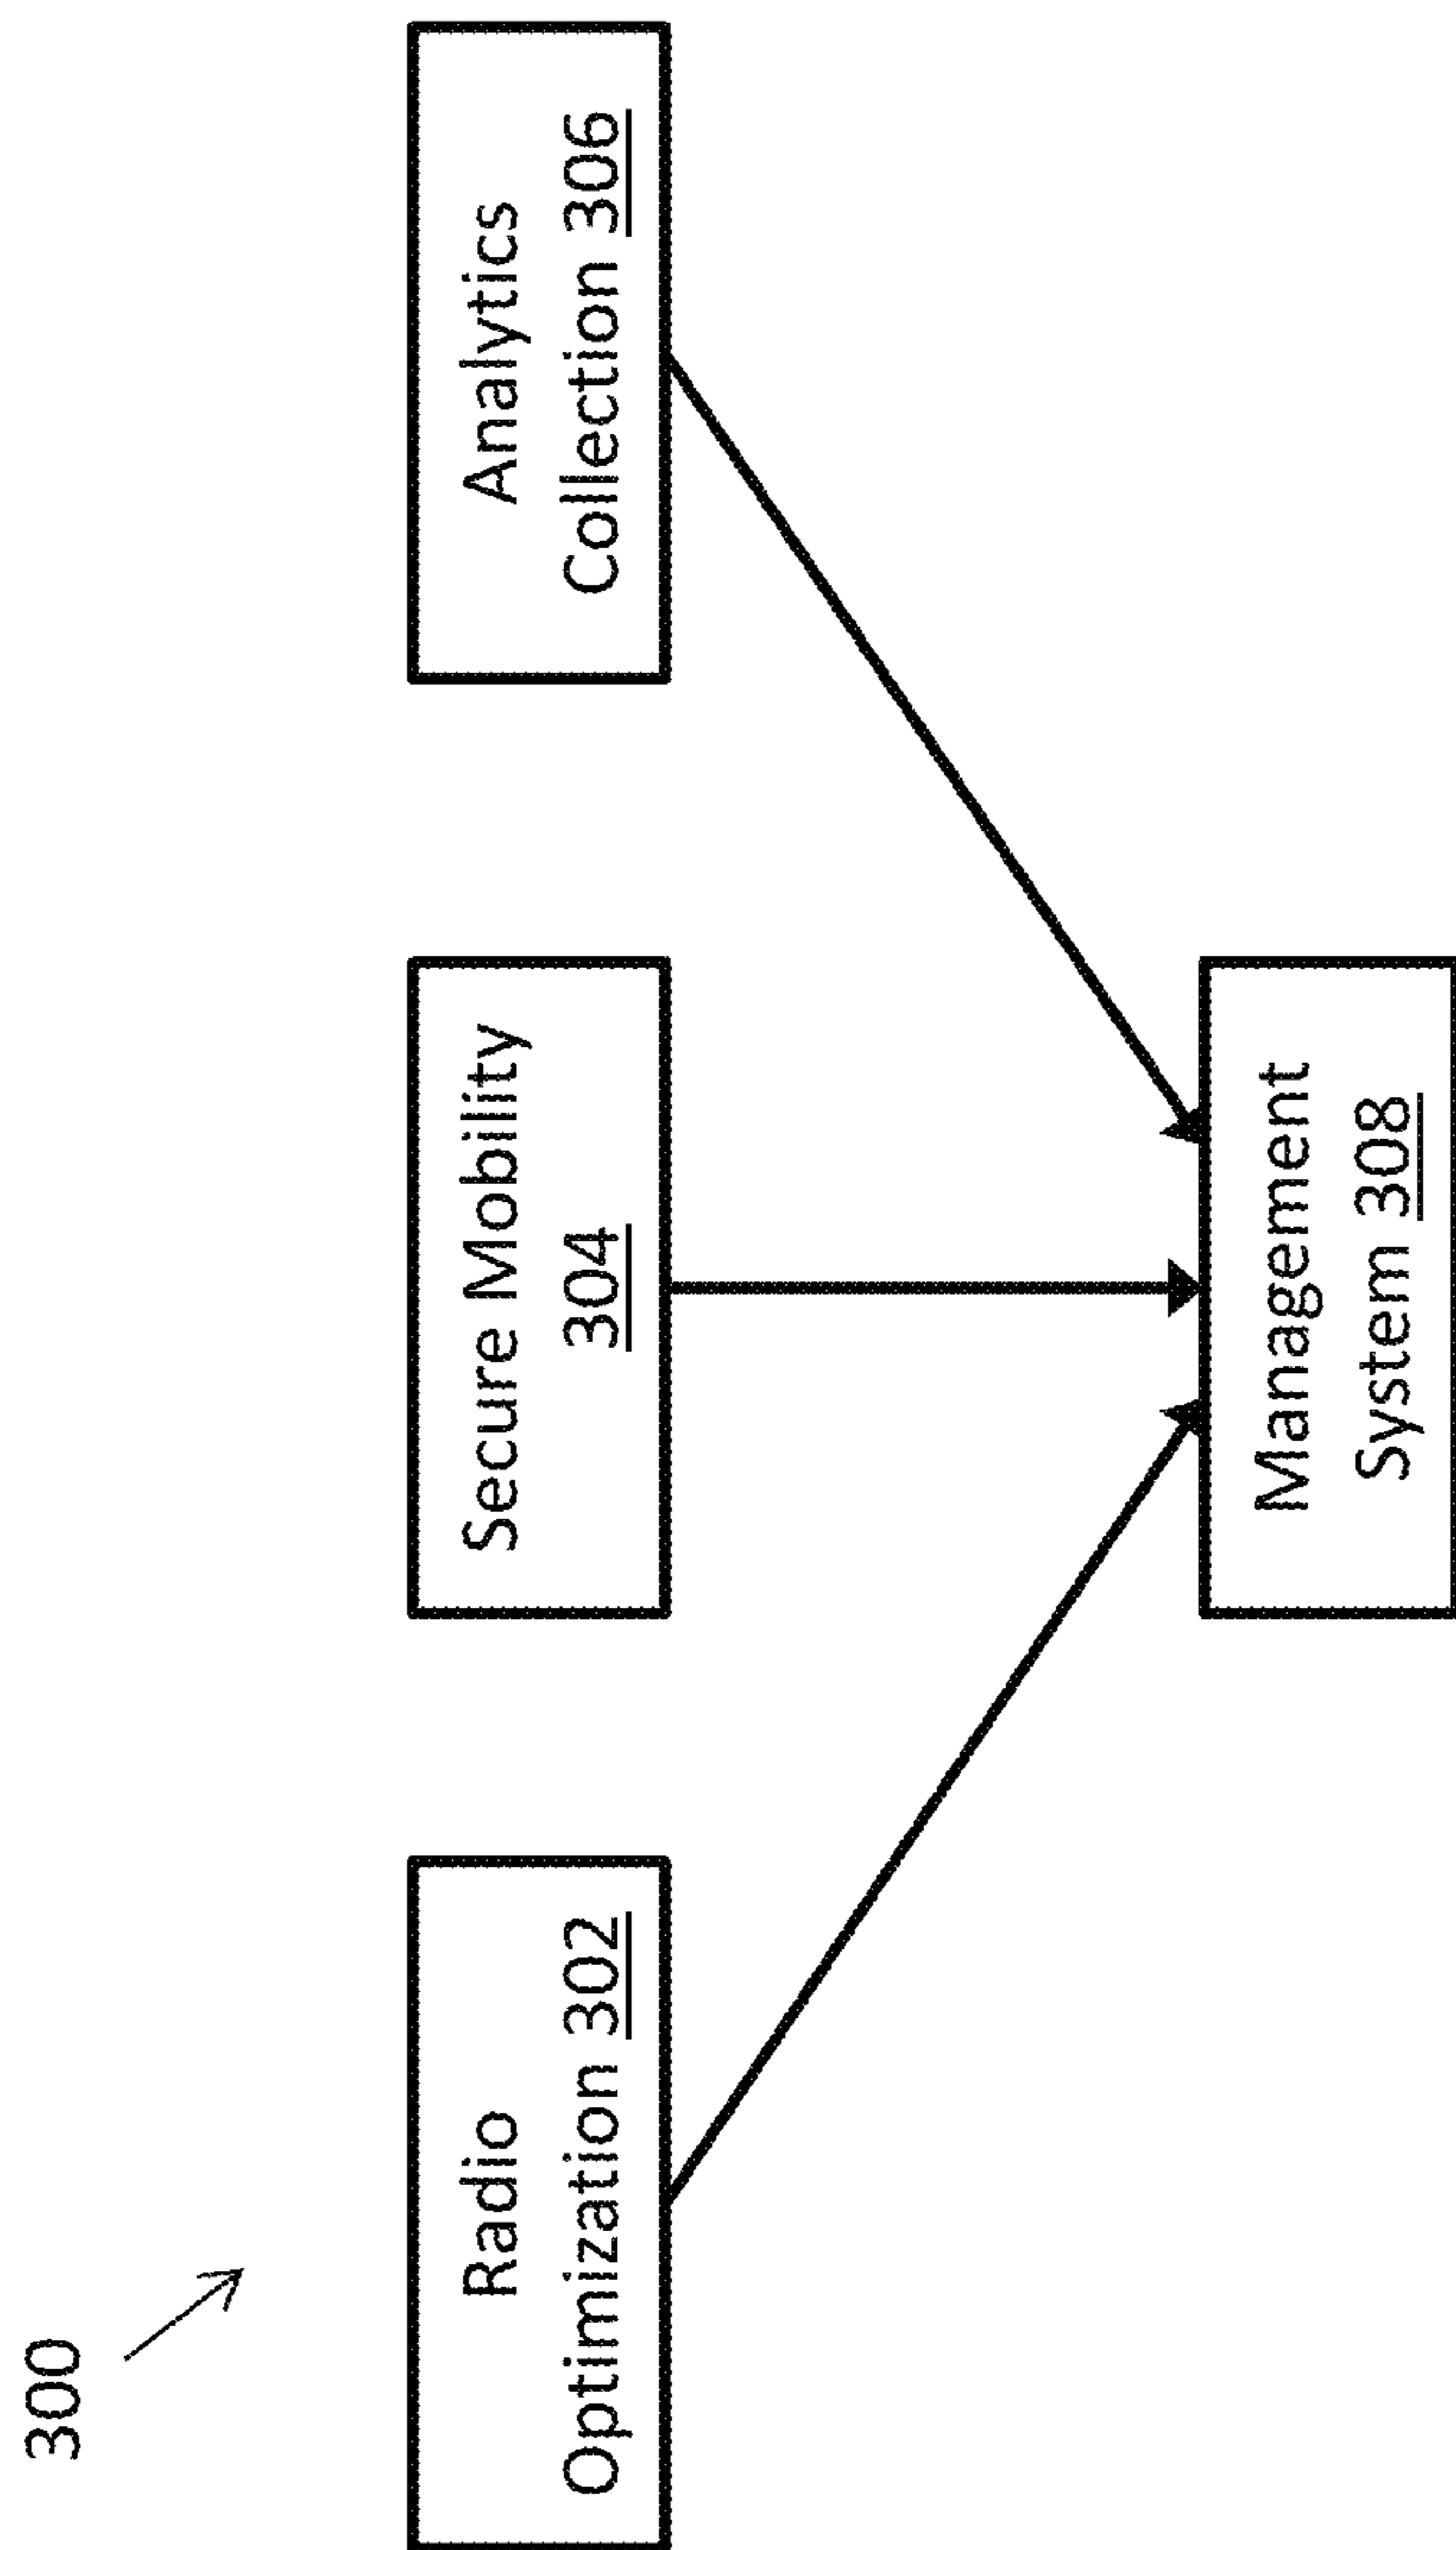 300
Radio
Optimization 302
Secure Mobility
304
Analytics
Collection 306
Management
System 308